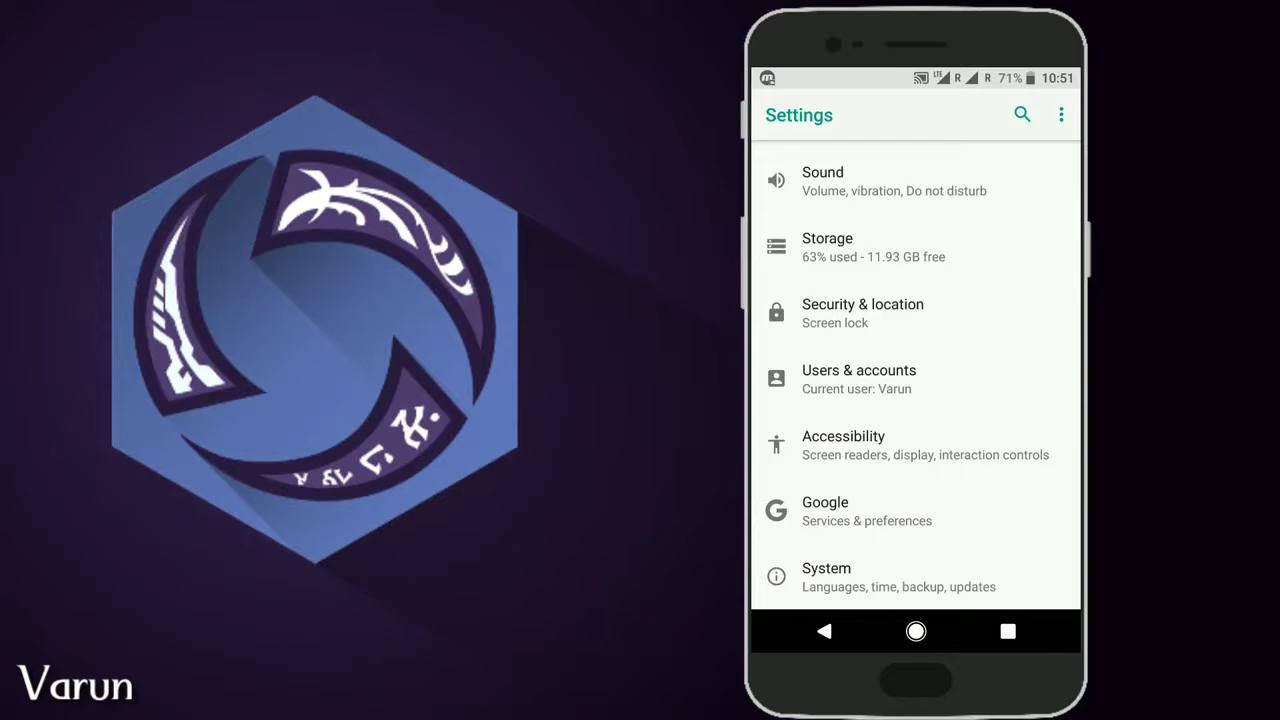 LTE R R 71% 10:51
Settings
Sound
Volume, vibration, Do not disturb
Storage
63% used - 11.93 GB free
Security & location
Screen lock
Users & accounts
Current user: Varun
Accessibility
Screen readers, display, interaction controls
Google
Services & preferences
System
Languages, time, backup, updates
Varun